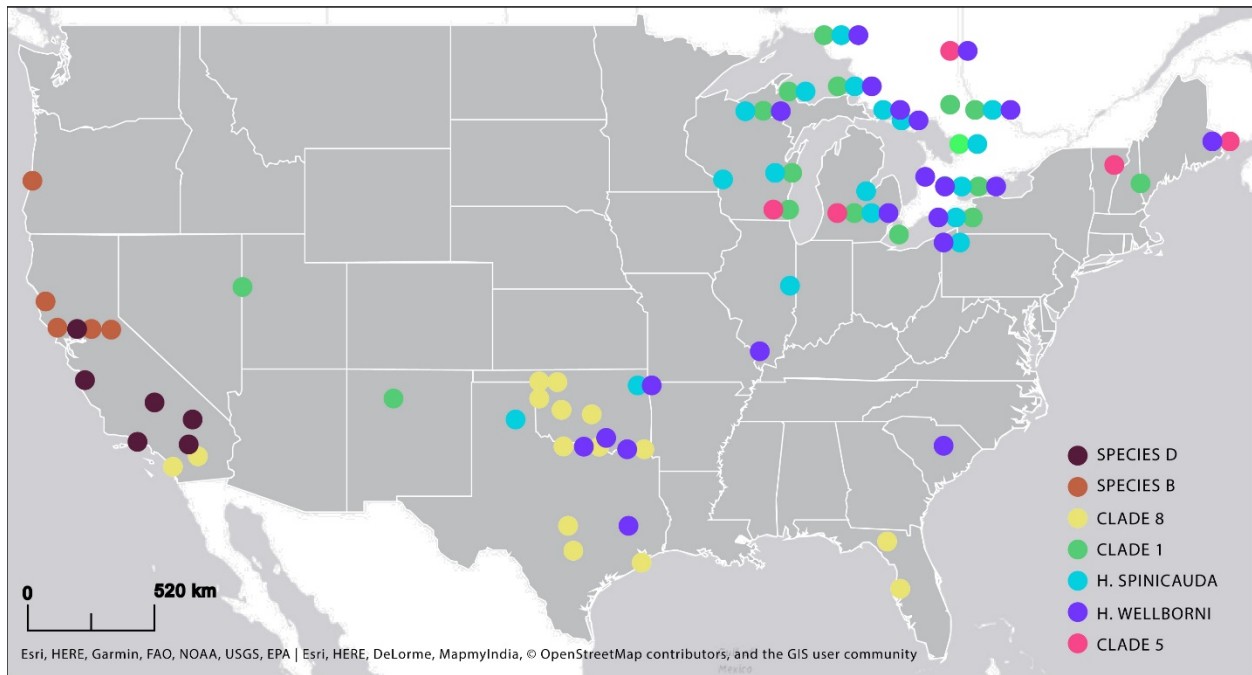 SPECIES D
SPECIES B
CLADE 8
CLADE 1
H. SPINICAUDA
H. WELLBORNI
CLADE 5
0 520 km
Mexico
Esri, HERE, Garmin, FAO, NOAA, USGS, EPA | Esri, HERE, DeLorme, MapmyIndia, © OpenStreetMap contributors, and the GIS user community